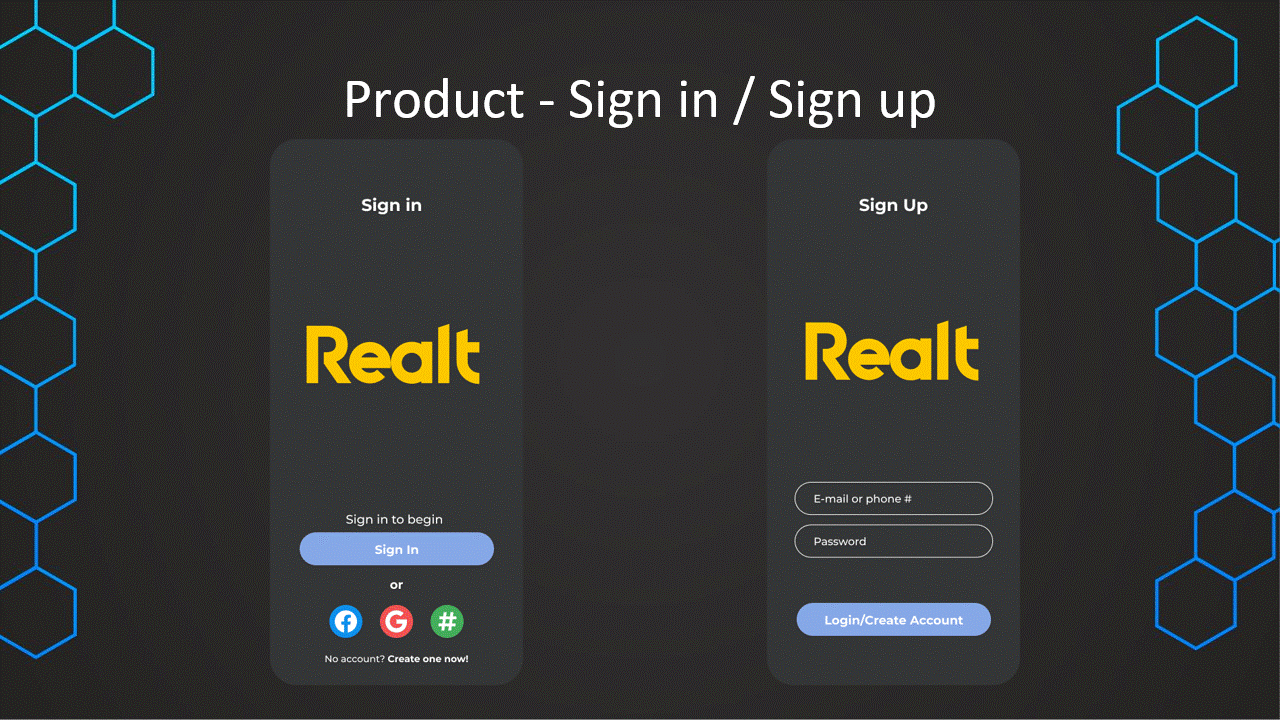 Product - Sign in / Sign up
Sign in
Realt
Sign in to begin
Sign In
or
G #
No account? Create one now!
Sign Up
Realt
E-mail or phone #
Password
Login/Create Account